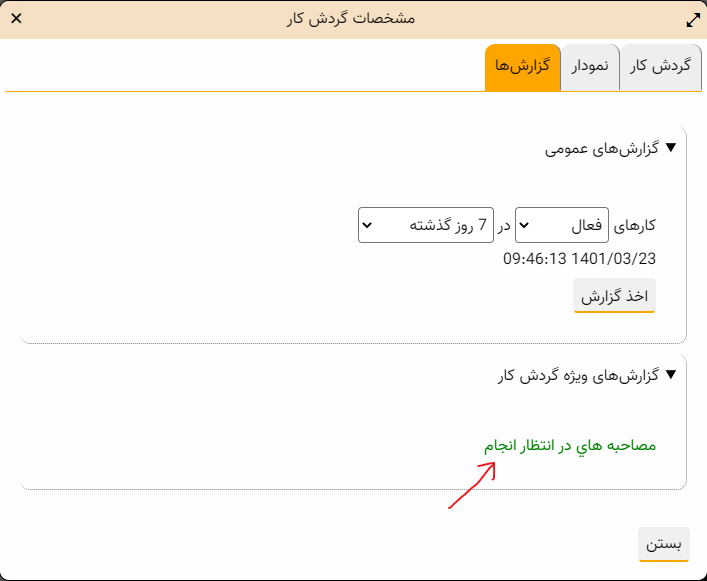 مشخصات گردش کار
گردش کار
نمودار
گزارش‌ها
گزارش‌های عمومی
کارهای فعال در 7 روز گذشته
1401/03/23 09:46:13
اخذ گزارش
گزارش‌های ویژه گردش کار
مصاحبه هاي در انتظار انجام
بستن